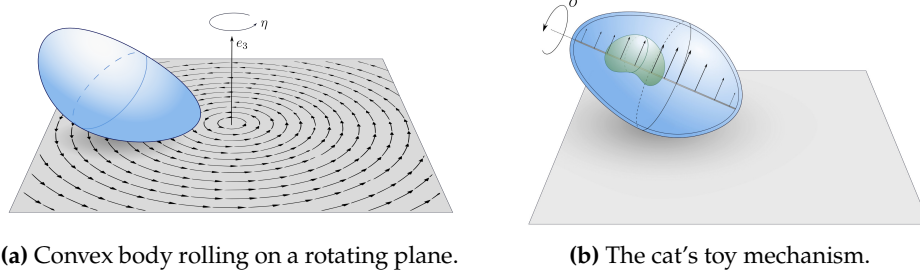 σ
η
e₃
(a) Convex body rolling on a rotating plane.
(b) The cat's toy mechanism.